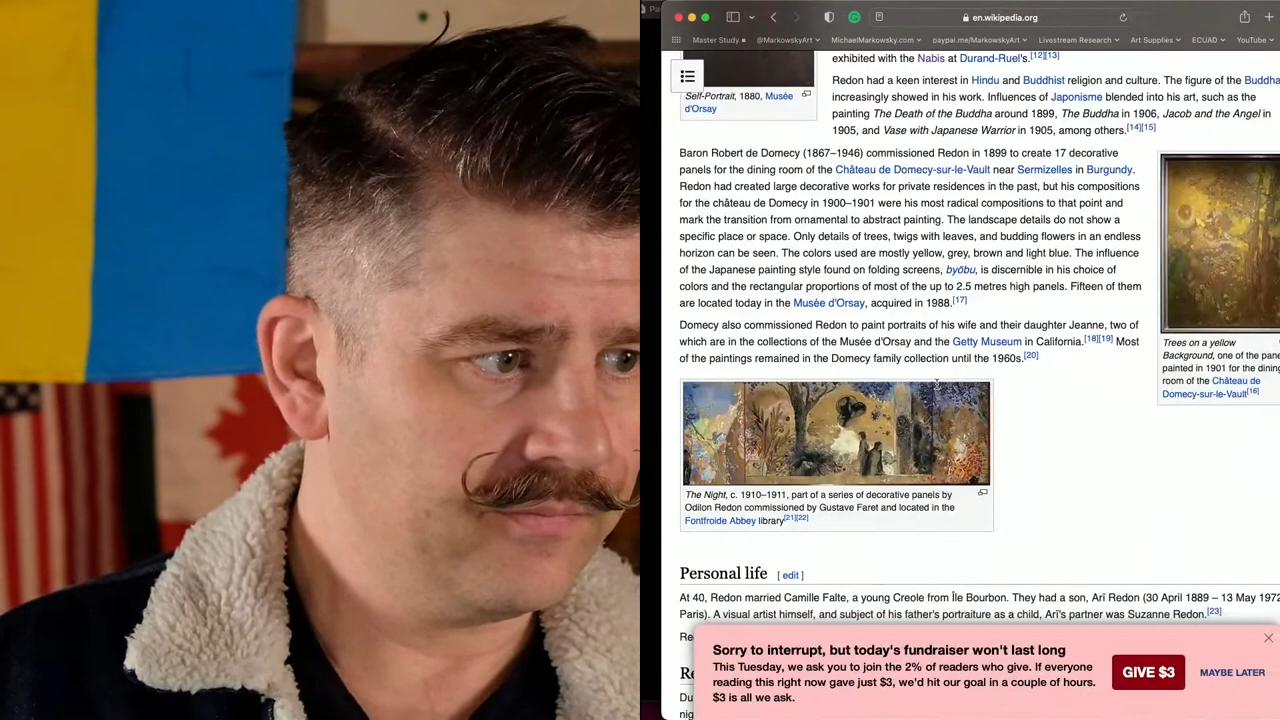 Pa
en.wikipedia.org
Master Study
@MarkowskyArt
MichaelMarkowsky.com
paypal.me/MarkowskyArt
Livestream Research
Art Supplies
ECUAD
YouTube
exhibited with the Nabis at Durand-Ruel's.[12][13]
Self-Portrait, 1880, Musée
d'Orsay
Redon had a keen interest in Hindu and Buddhist religion and culture. The figure of the Buddha
increasingly showed in his work. Influences of Japonisme blended into his art, such as the
painting The Death of the Buddha around 1899, The Buddha in 1906, Jacob and the Angel in
1905, and Vase with Japanese Warrior in 1905, among others.[14][15]
Baron Robert de Domecy (1867–1946) commissioned Redon in 1899 to create 17 decorative
panels for the dining room of the Château de Domecy-sur-le-Vault near Sermizelles in Burgundy.
Redon had created large decorative works for private residences in the past, but his compositions
for the château de Domecy in 1900–1901 were his most radical compositions to that point and
mark the transition from ornamental to abstract painting. The landscape details do not show a
specific place or space. Only details of trees, twigs with leaves, and budding flowers in an endless
horizon can be seen. The colors used are mostly yellow, grey, brown and light blue. The influence
of the Japanese painting style found on folding screens, byōbu, is discernible in his choice of
colors and the rectangular proportions of most of the up to 2.5 metres high panels. Fifteen of them
are located today in the Musée d'Orsay, acquired in 1988.[17]
Trees on a yellow
Background, one of the pane
painted in 1901 for the dining
room of the Château de
Domecy-sur-le-Vault[16]
Domecy also commissioned Redon to paint portraits of his wife and their daughter Jeanne, two of
which are in the collections of the Musée d'Orsay and the Getty Museum in California.[18][19] Most
of the paintings remained in the Domecy family collection until the 1960s.[20]
The Night, c. 1910–1911, part of a series of decorative panels by
Odilon Redon commissioned by Gustave Faret and located in the
Fontfroide Abbey library[21][22]
Personal life [ edit ]
At 40, Redon married Camille Falte, a young Creole from Île Bourbon. They had a son, Arï Redon (30 April 1889 – 13 May 1972
Paris). A visual artist himself, and subject of his father's portraiture as a child, Arï's partner was Suzanne Redon.[23]
Re
Re
Du
nig
Sorry to interrupt, but today's fundraiser won't last long
This Tuesday, we ask you to join the 2% of readers who give. If everyone
reading this right now gave just $3, we'd hit our goal in a couple of hours.
$3 is all we ask.
GIVE $3
MAYBE LATER